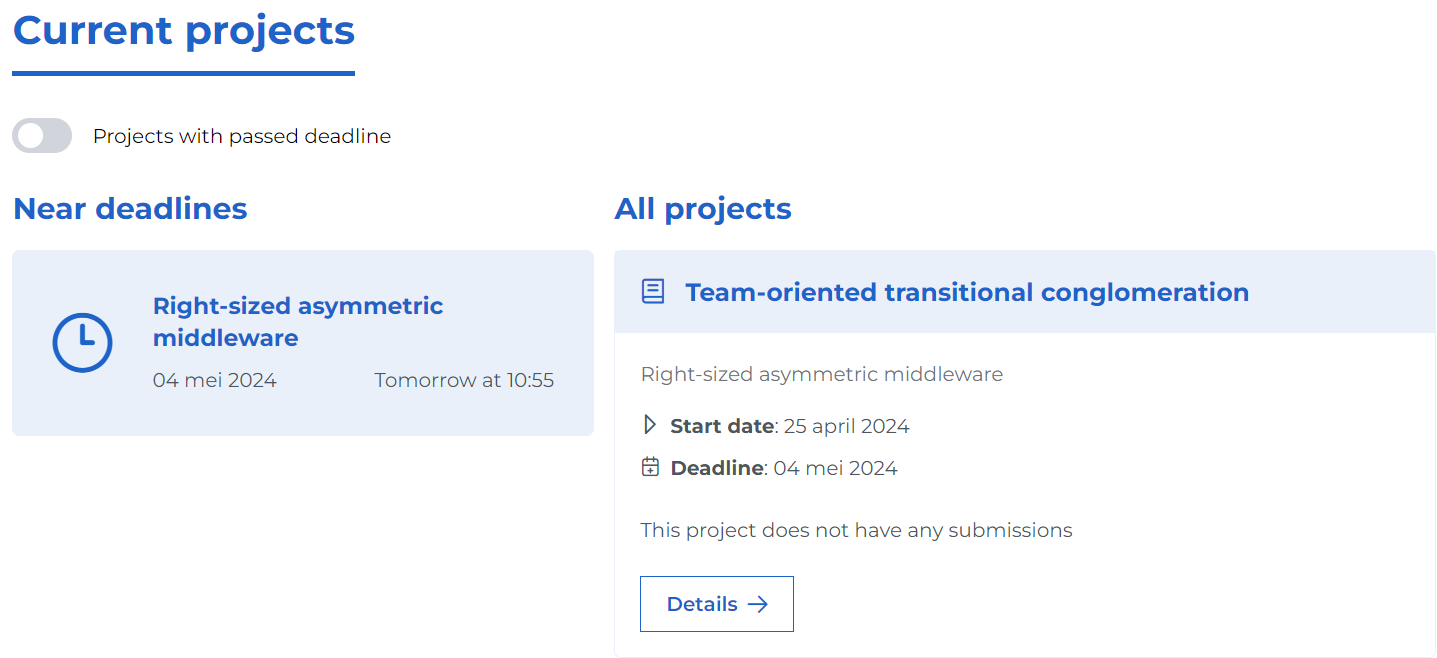 Current projects
Projects with passed deadline
Near deadlines
Right-sized asymmetric
middleware
04 mei 2024 Tomorrow at 10:55
All projects
Team-oriented transitional conglomeration
Right-sized asymmetric middleware
Start date: 25 april 2024
Deadline: 04 mei 2024
This project does not have any submissions
Details